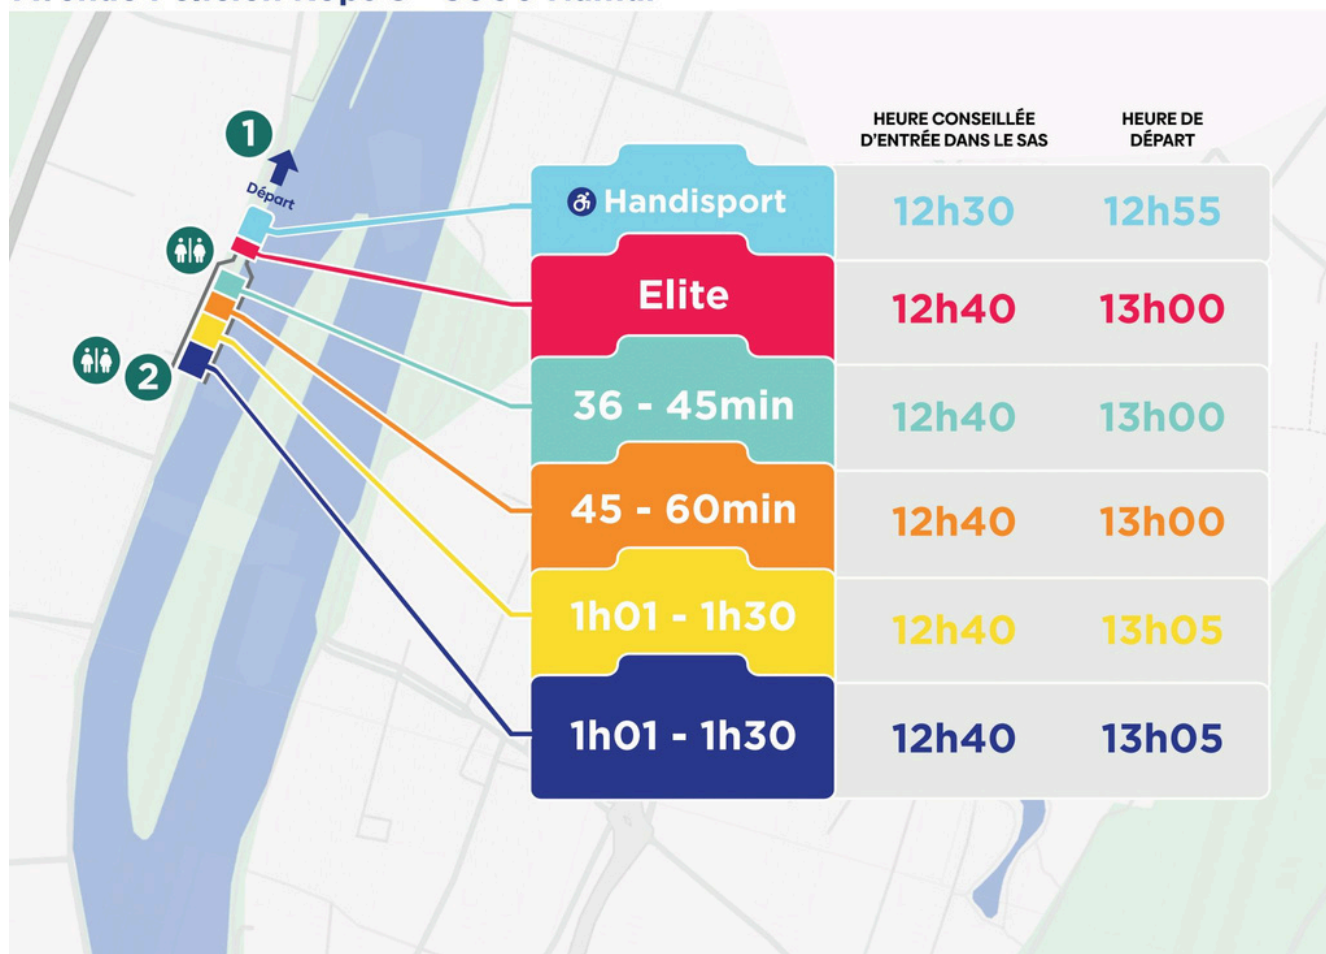 1
Départ
2
HEURE CONSEILLÉE
D'ENTRÉE DANS LE SAS
HEURE DE
DÉPART
Handisport 12h30 12h55
Elite 12h40 13h00
36 - 45min 12h40 13h00
45 - 60min 12h40 13h00
1h01 - 1h30 12h40 13h05
1h01 - 1h30 12h40 13h05